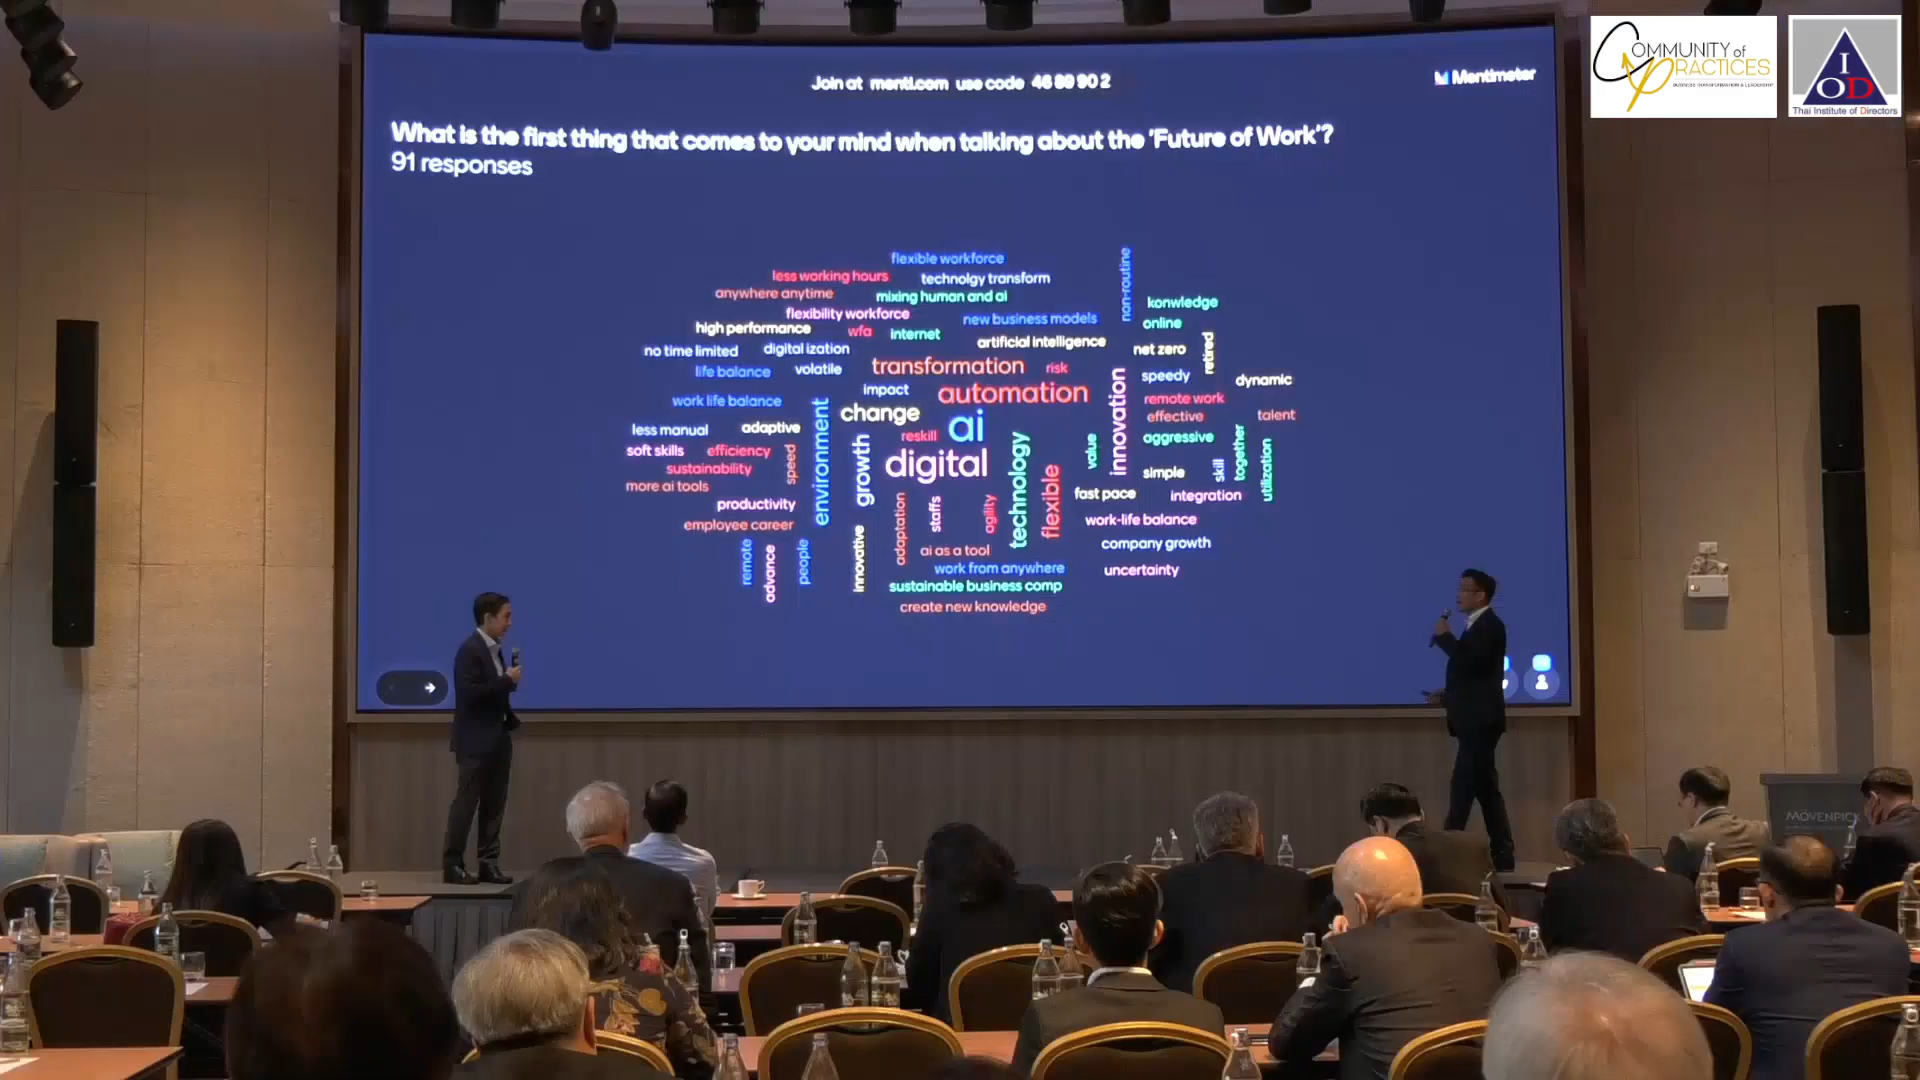 Join at menti.com use code 46 89 90 2
Mentimeter
COMMUNITY of
PRACTICES
BUSINESS TRANSFORMATION & LEADERSHIP
IOD
Thai Institute of Directors
What is the first thing that comes to your mind when talking about the 'Future of Work'?
91 responses
flexible workforce
non-routine
less working hours
technolgy transform
anywhere anytime
mixing human and ai
konwledge
flexibility workforce
new business models
online
high performance
wfa
internet
artificial intelligence
net zero
retired
no time limited
digital ization
transformation
risk
life balance
volatile
speedy
dynamic
impact
automation
innovation
remote work
work life balance
environment
change
effective
talent
less manual
adaptive
reskill
ai
value
aggressive
together
soft skills
efficiency
speed
growth
digital
technology
flexible
simple
skill
utilization
sustainability
more ai tools
fast pace
integration
productivity
adaptation
staffs
agility
work-life balance
employee career
remote
advance
people
innovative
ai as a tool
company growth
work from anywhere
uncertainty
sustainable business comp
create new knowledge
MÖVENPICK